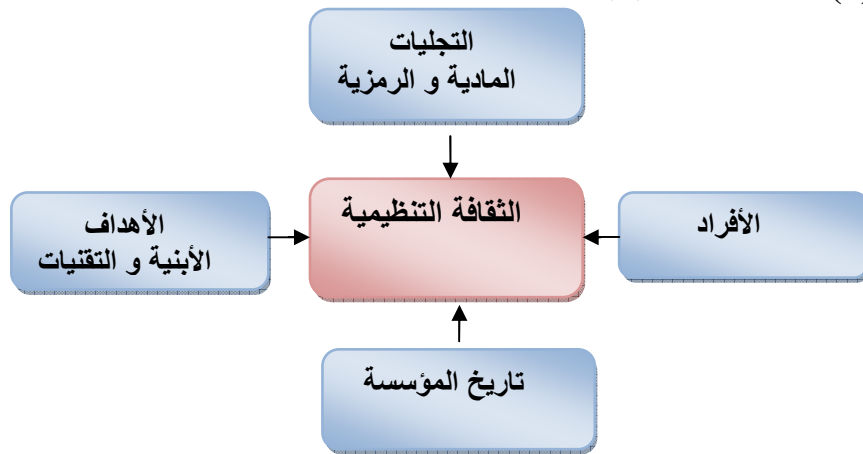 التجليات
المادية و الرمزية
الثقافة التنظيمية
الأفراد
الأهداف
الأبنية و التقنيات
تاريخ المؤسسة